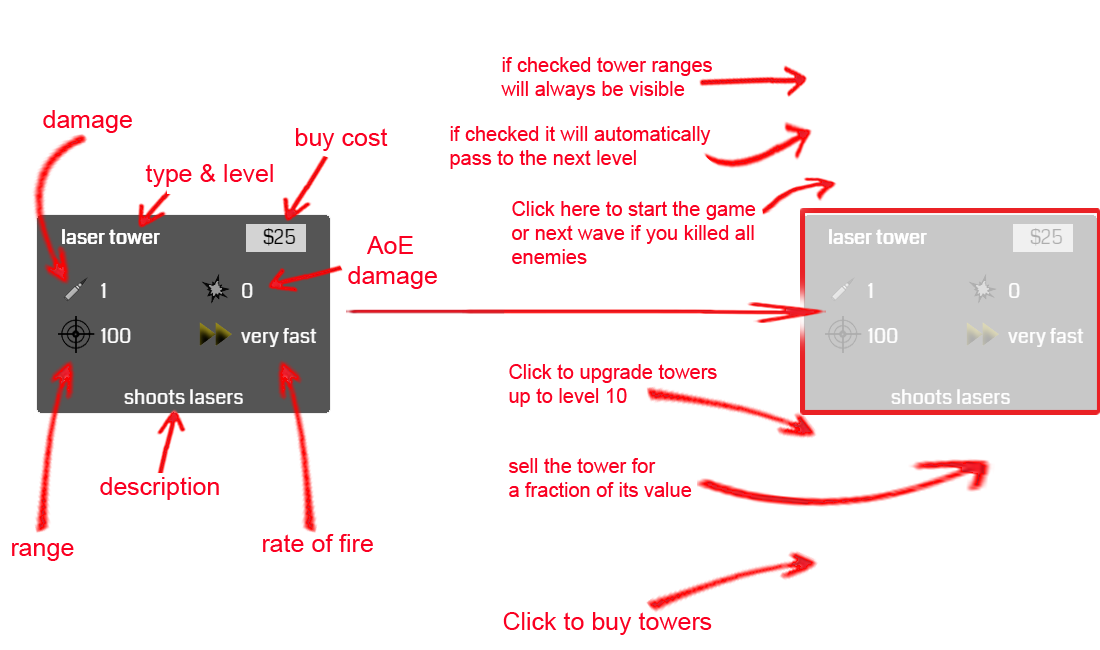 if checked tower ranges
will always be visible
damage
buy cost
if checked it will automatically
pass to the next level
type & level
Click here to start the game
or next wave if you killed all
enemies
laser tower
$25
AoE
damage
1
0
100
very fast
shoots lasers
laser tower
$25
1
0
100
very fast
shoots lasers
Click to upgrade towers
up to level 10
sell the tower for
a fraction of its value
description
range
rate of fire
Click to buy towers